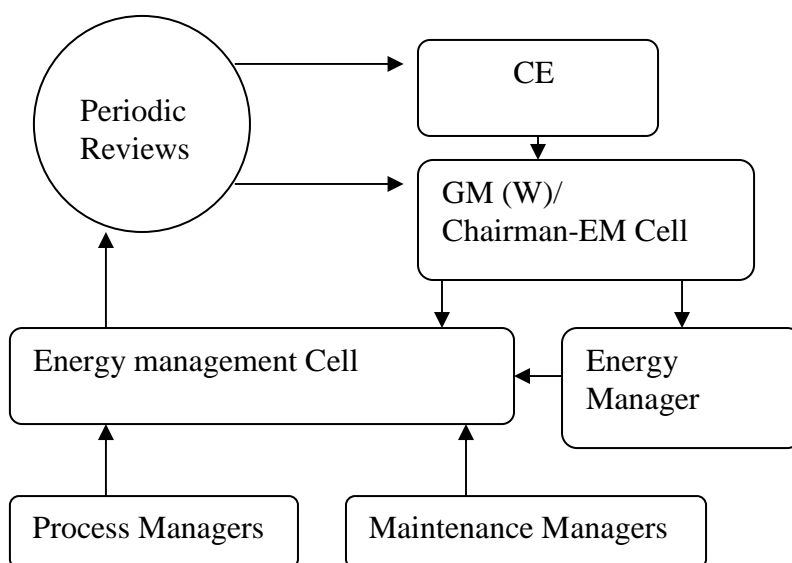 Periodic
Reviews
CE
GM (W)/
Chairman-EM Cell
Energy management Cell
Energy
Manager
Process Managers
Maintenance Managers